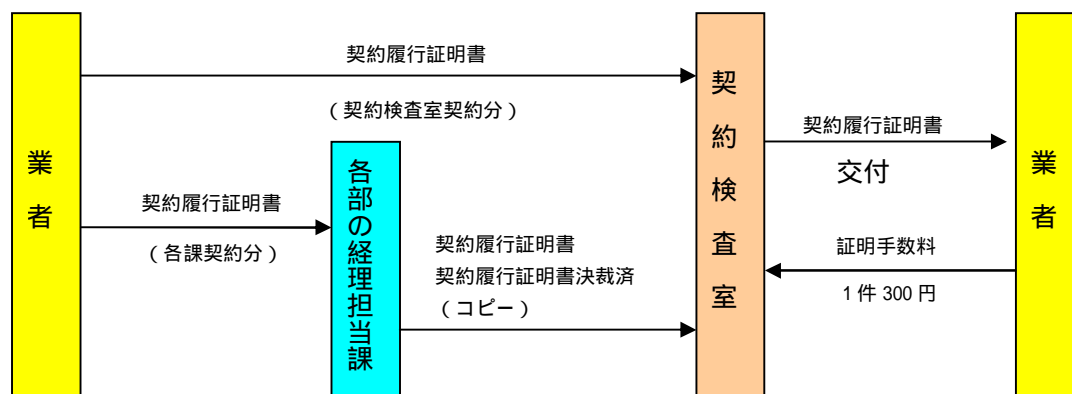 業者
契約履行証明書
（契約検査室契約分）
契約履行証明書
（各課契約分）
各部の経理担当課
契約履行証明書
契約履行証明書決裁済
（コピー）
契約検査室
契約履行証明書
交付
証明手数料
1件300円
業者